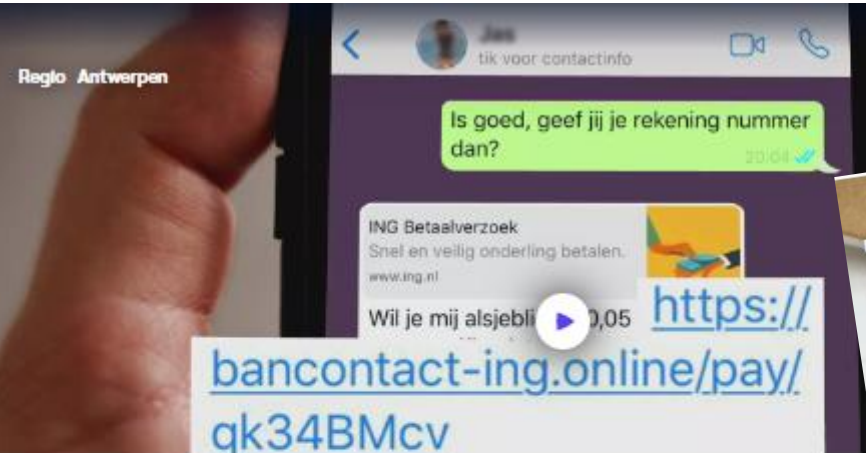 Regio Antwerpen
tik voor contactinfo
Is goed, geef jij je rekening nummer
dan?
20:04
ING Betaalverzoek
Snel en veilig onderling betalen.
www.ing.nl
Wil je mij 0,05
https://
bancontact-ing.online/pay/
qk34BMcv